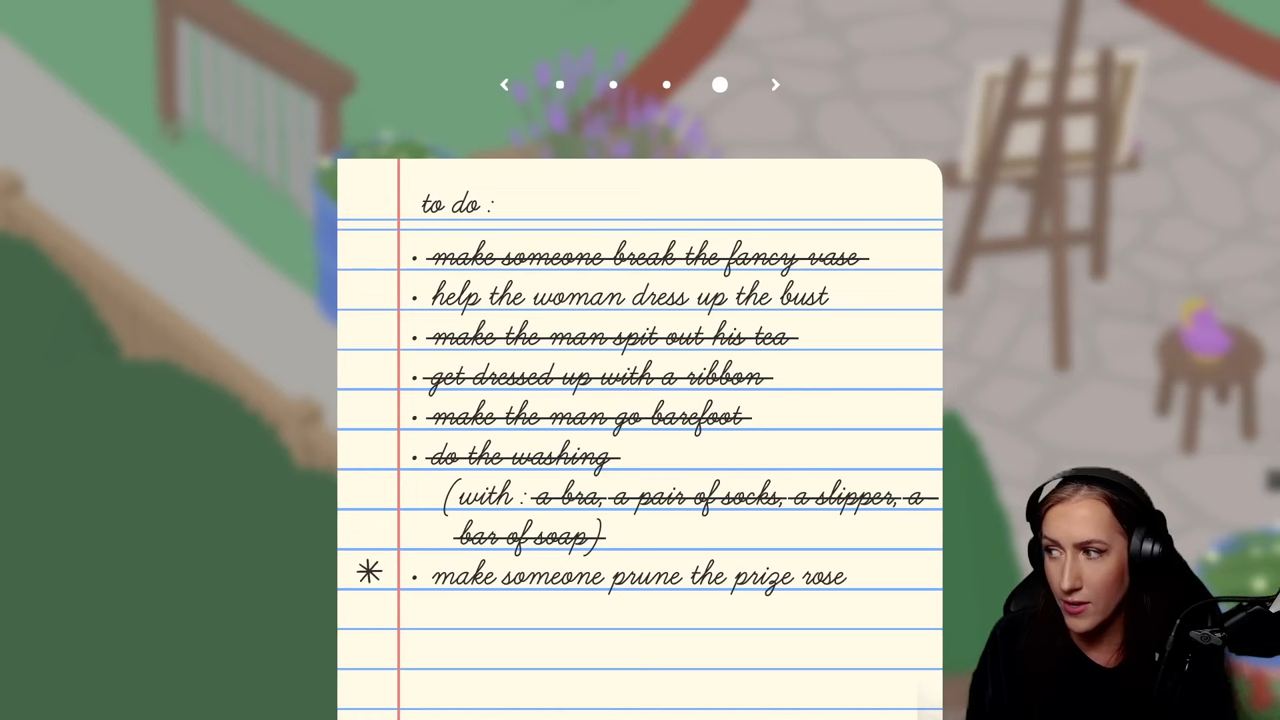 to do :
• make someone break the fancy vase
• help the woman dress up the bust
• make the man spit out his tea
• get dressed up with a ribbon
• make the man go barefoot
• do the washing
(with : a bra, a pair of socks, a slipper, a
bar of soap)
• make someone prune the prize rose